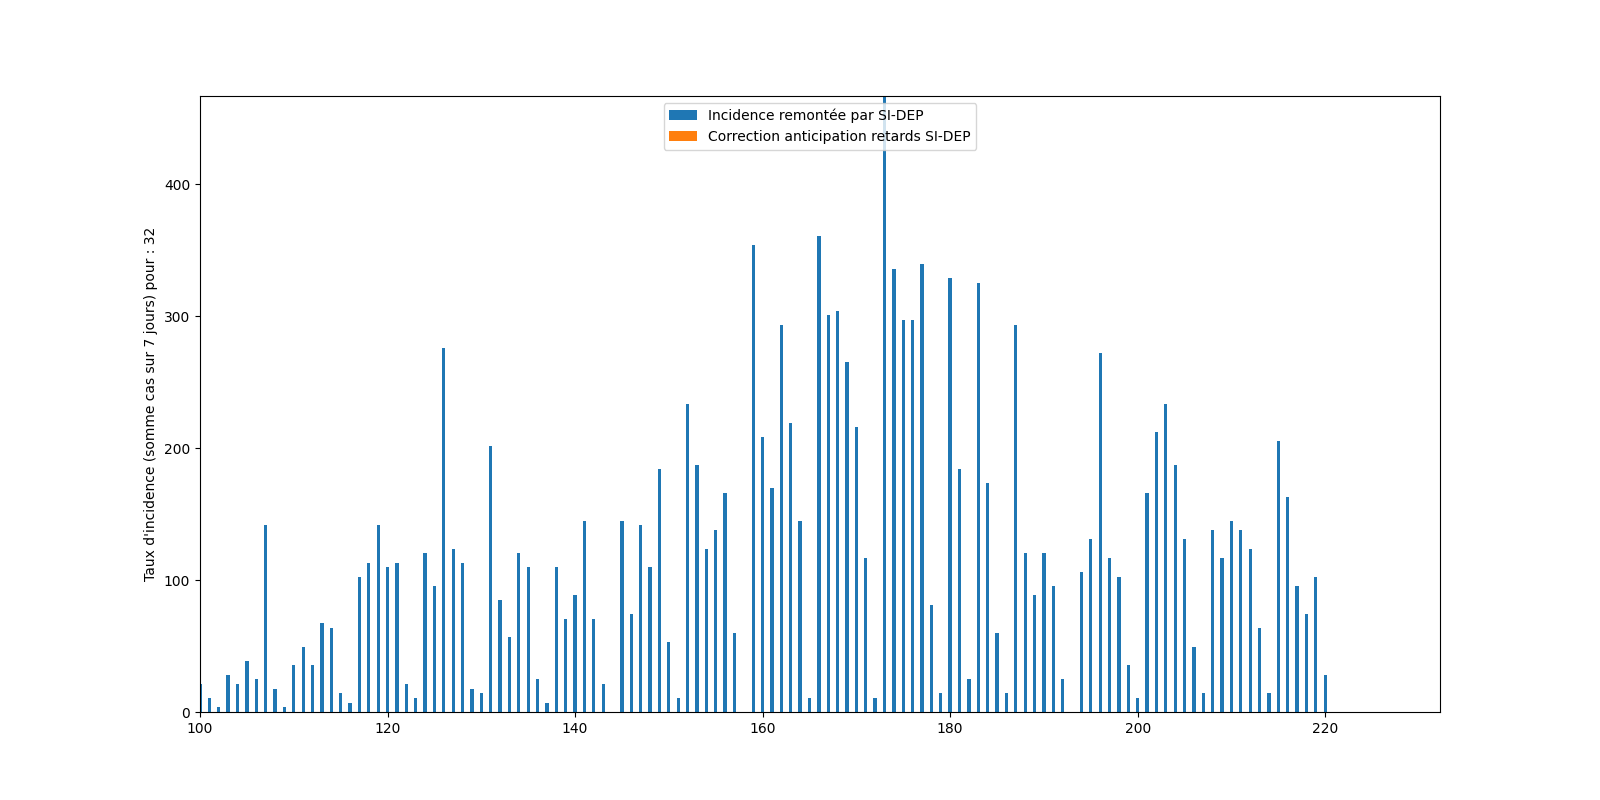 Incidence remontée par SI-DEP
Correction anticipation retards SI-DEP
Taux d'incidence (somme cas sur 7 jours) pour : 32
400
300
200
100
0
100 120 140 160 180 200 220